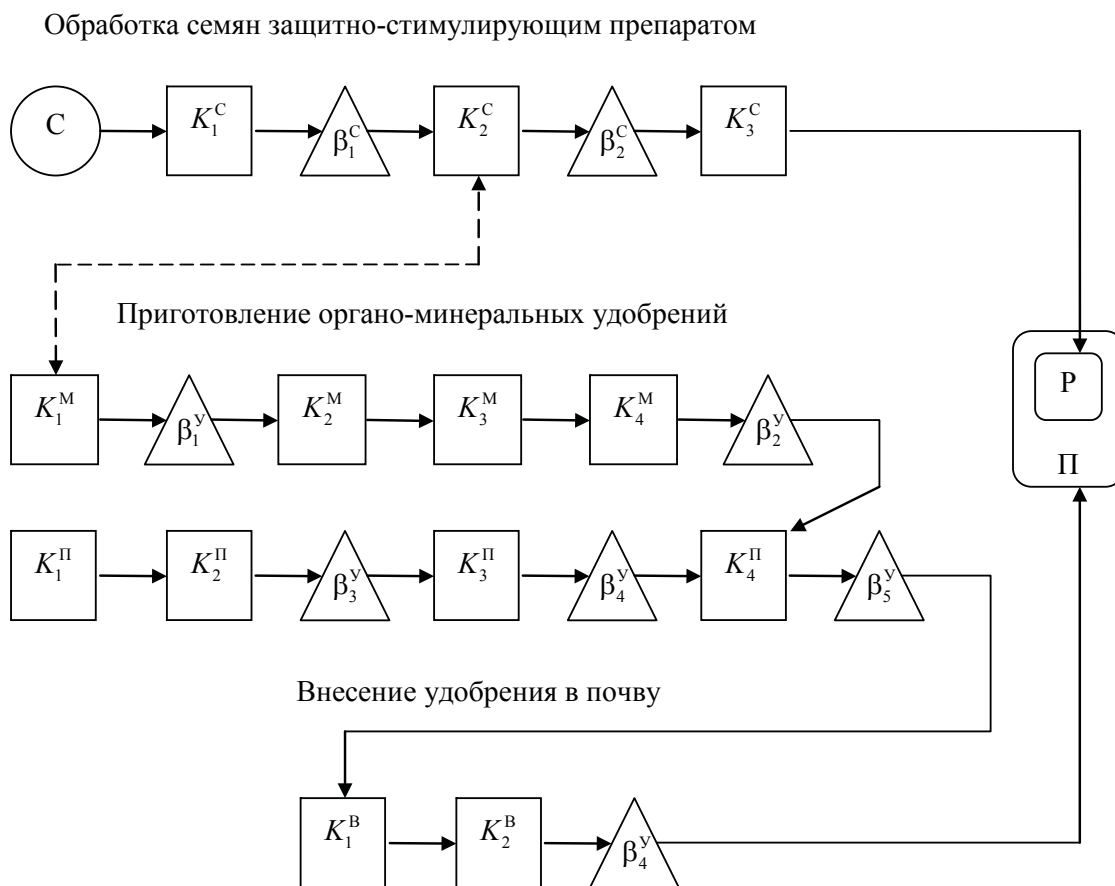 Обработка семян защитно-стимулирующим препаратом
С K₁ᶜ β₁ᶜ K₂ᶜ β₂ᶜ K₃ᶜ
Приготовление органо-минеральных удобрений
Р
K₁ᴹ β₁ʸ K₂ᴹ K₃ᴹ K₄ᴹ β₂ʸ
П
K₁ᴾ K₂ᴾ β₃ʸ K₃ᴾ β₄ʸ K₄ᴾ β₅ʸ
Внесение удобрения в почву
K₁ᴮ K₂ᴮ β₄ʸ